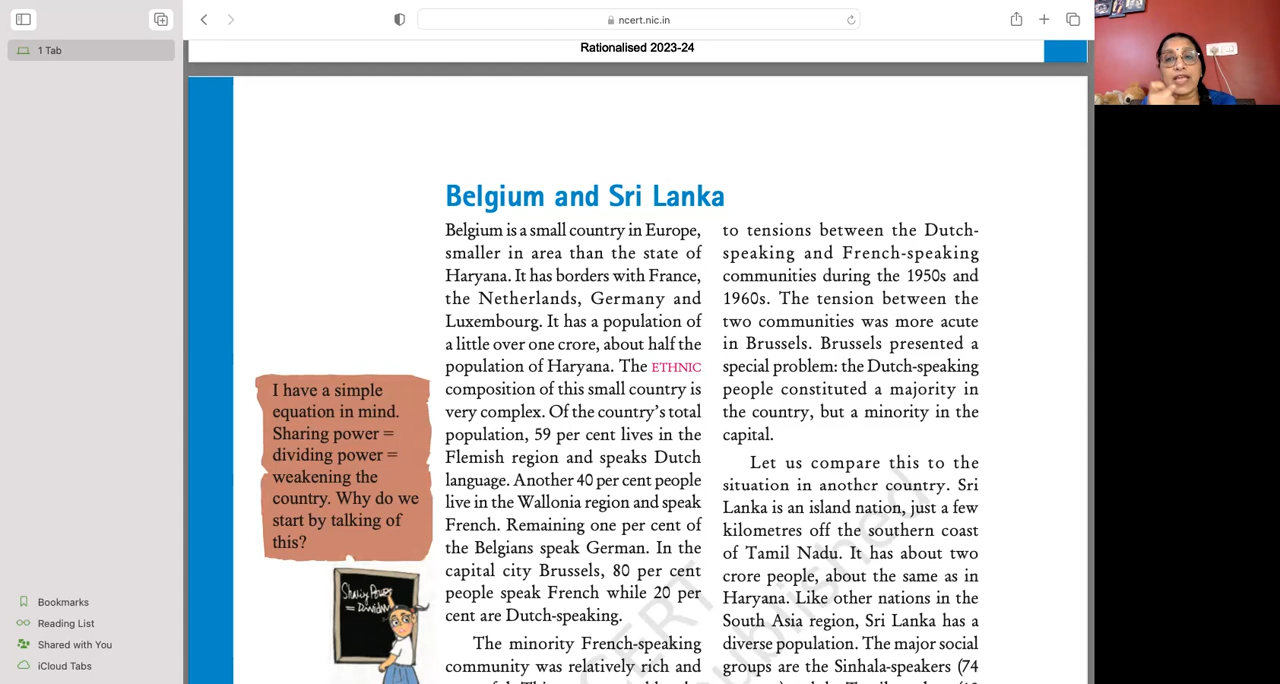 1 Tab
ncert.nic.in
Rationalised 2023-24
Belgium and Sri Lanka
Belgium is a small country in Europe,
smaller in area than the state of
Haryana. It has borders with France,
the Netherlands, Germany and
Luxembourg. It has a population of
a little over one crore, about half the
population of Haryana. The ETHNIC
composition of this small country is
very complex. Of the country's total
population, 59 per cent lives in the
Flemish region and speaks Dutch
language. Another 40 per cent people
live in the Wallonia region and speak
French. Remaining one per cent of
the Belgians speak German. In the
capital city Brussels, 80 per cent
people speak French while 20 per
cent are Dutch-speaking.
The minority French-speaking
community was relatively rich and
to tensions between the Dutch-
speaking and French-speaking
communities during the 1950s and
1960s. The tension between the
two communities was more acute
in Brussels. Brussels presented a
special problem: the Dutch-speaking
people constituted a majority in
the country, but a minority in the
capital.
Let us compare this to the
situation in another country. Sri
Lanka is an island nation, just a few
kilometres off the southern coast
of Tamil Nadu. It has about two
crore people, about the same as in
Haryana. Like other nations in the
South Asia region, Sri Lanka has a
diverse population. The major social
groups are the Sinhala-speakers (74
I have a simple
equation in mind.
Sharing power =
dividing power =
weakening the
country. Why do we
start by talking of
this?
Sharing Power
= Dividin
Bookmarks
Reading List
Shared with You
iCloud Tabs